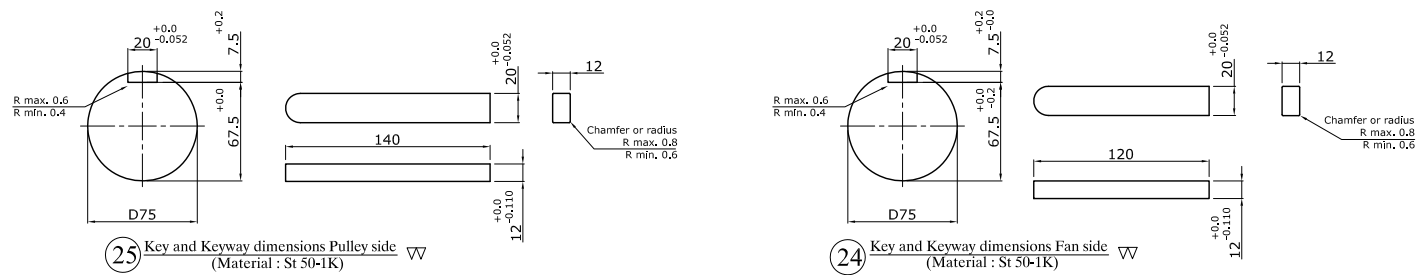 20 +0.0 -0.052
+0.2
7.5
+0.0
67.5
R max. 0.6
R min. 0.4
D75
20 +0.0 -0.052
140
12 +0.0 -0.110
12
Chamfer or radius
R max. 0.8
R min. 0.6
25 Key and Keyway dimensions Pulley side
(Material : St 50-1K)
20 +0.0 -0.052
7.5 +0.2 -0.0
67.5 +0.0 -0.2
R max. 0.6
R min. 0.4
D75
20 +0.0 -0.052
120
12 +0.0 -0.110
12
Chamfer or radius
R max. 0.8
R min. 0.6
24 Key and Keyway dimensions Fan side
(Material : St 50-1K)